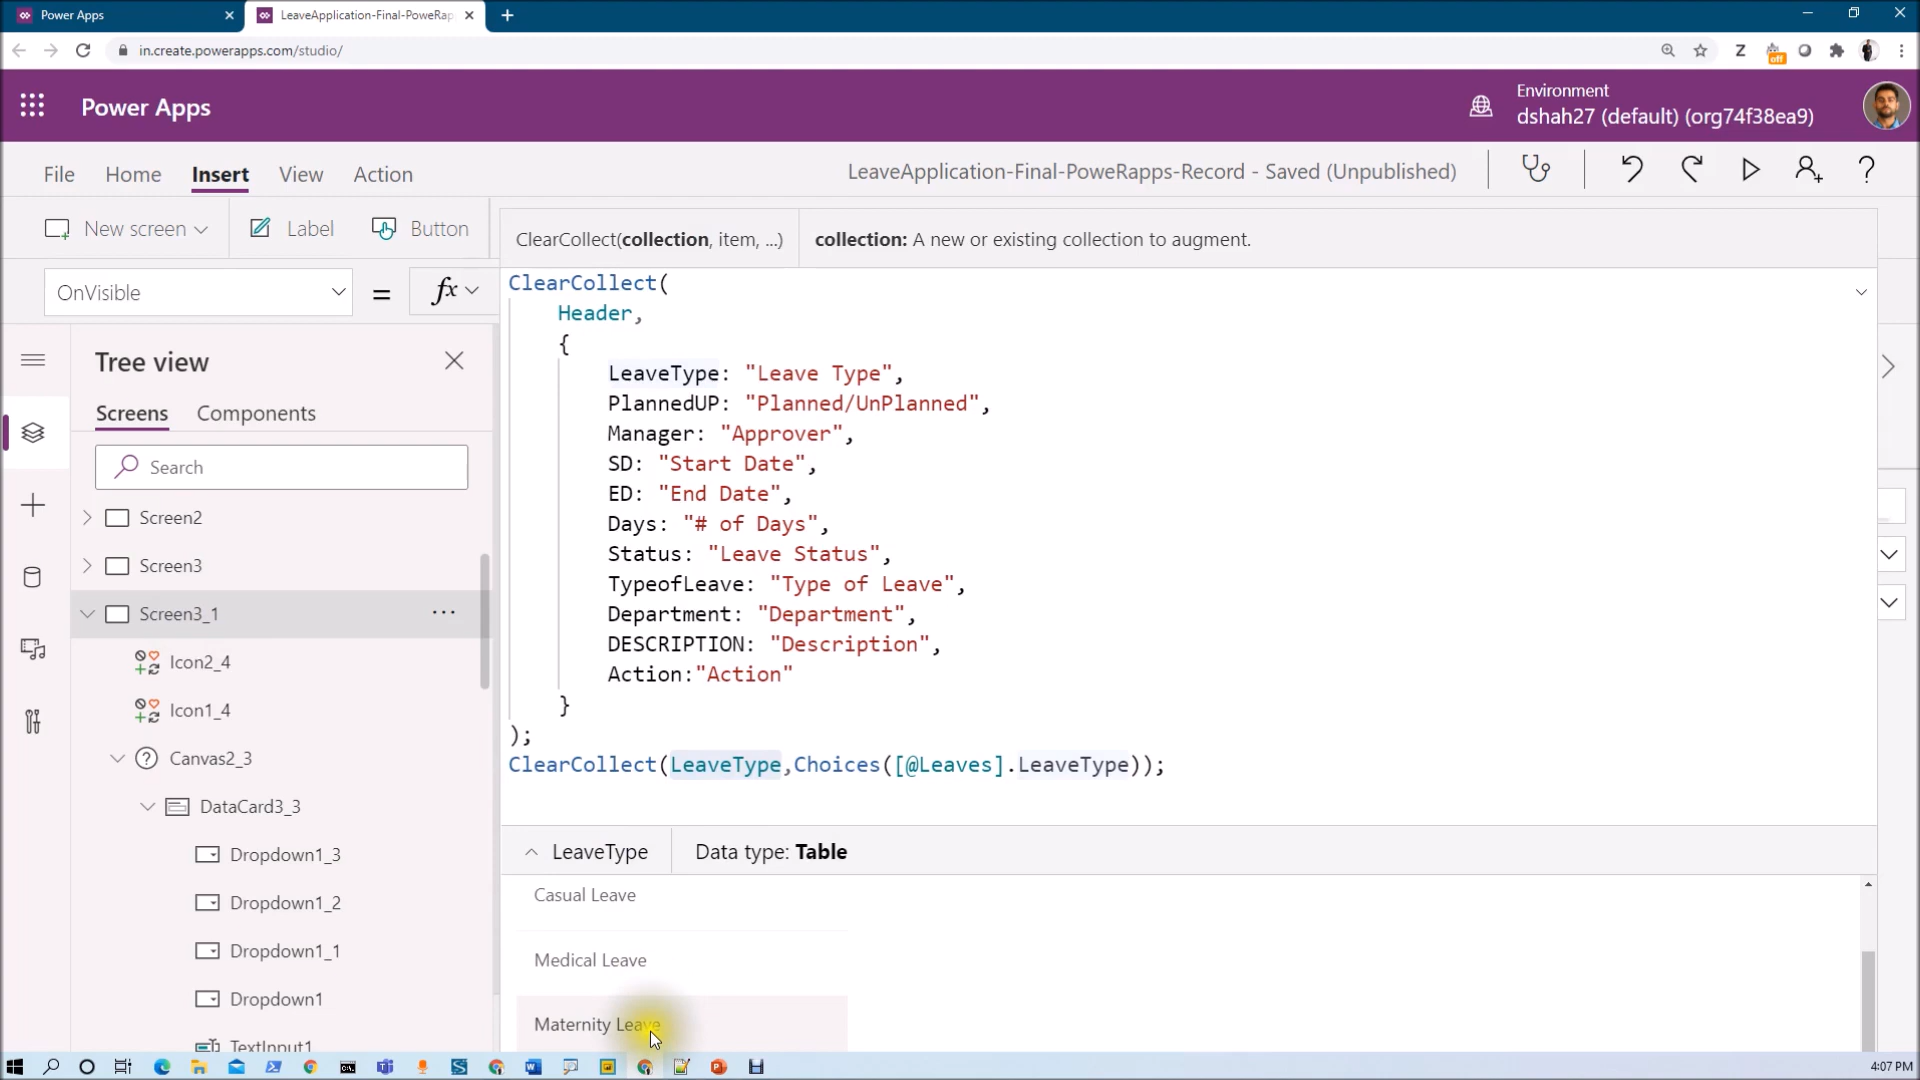 Power Apps
LeaveApplication-Final-PoweRap
in.create.powerapps.com/studio/
Z
off
Power Apps
Environment
dshah27 (default) (org74f38ea9)
File Home Insert View Action
LeaveApplication-Final-PoweRapps-Record - Saved (Unpublished)
New screen
Label
Button
ClearCollect(collection, item, ...)
collection: A new or existing collection to augment.
OnVisible
=
fx
ClearCollect(
Header,
{
LeaveType: "Leave Type",
PlannedUP: "Planned/UnPlanned",
Manager: "Approver",
SD: "Start Date",
ED: "End Date",
Days: "# of Days",
Status: "Leave Status",
TypeofLeave: "Type of Leave",
Department: "Department",
DESCRIPTION: "Description",
Action:"Action"
}
);
ClearCollect(LeaveType,Choices([@Leaves].LeaveType));
Tree view
Screens
Components
Search
Screen2
Screen3
Screen3_1
...
Icon2_4
Icon1_4
Canvas2_3
DataCard3_3
Dropdown1_3
Dropdown1_2
Dropdown1_1
Dropdown1
TextInput1
LeaveType
Data type: Table
Casual Leave
Medical Leave
Maternity Leave
4:07 PM